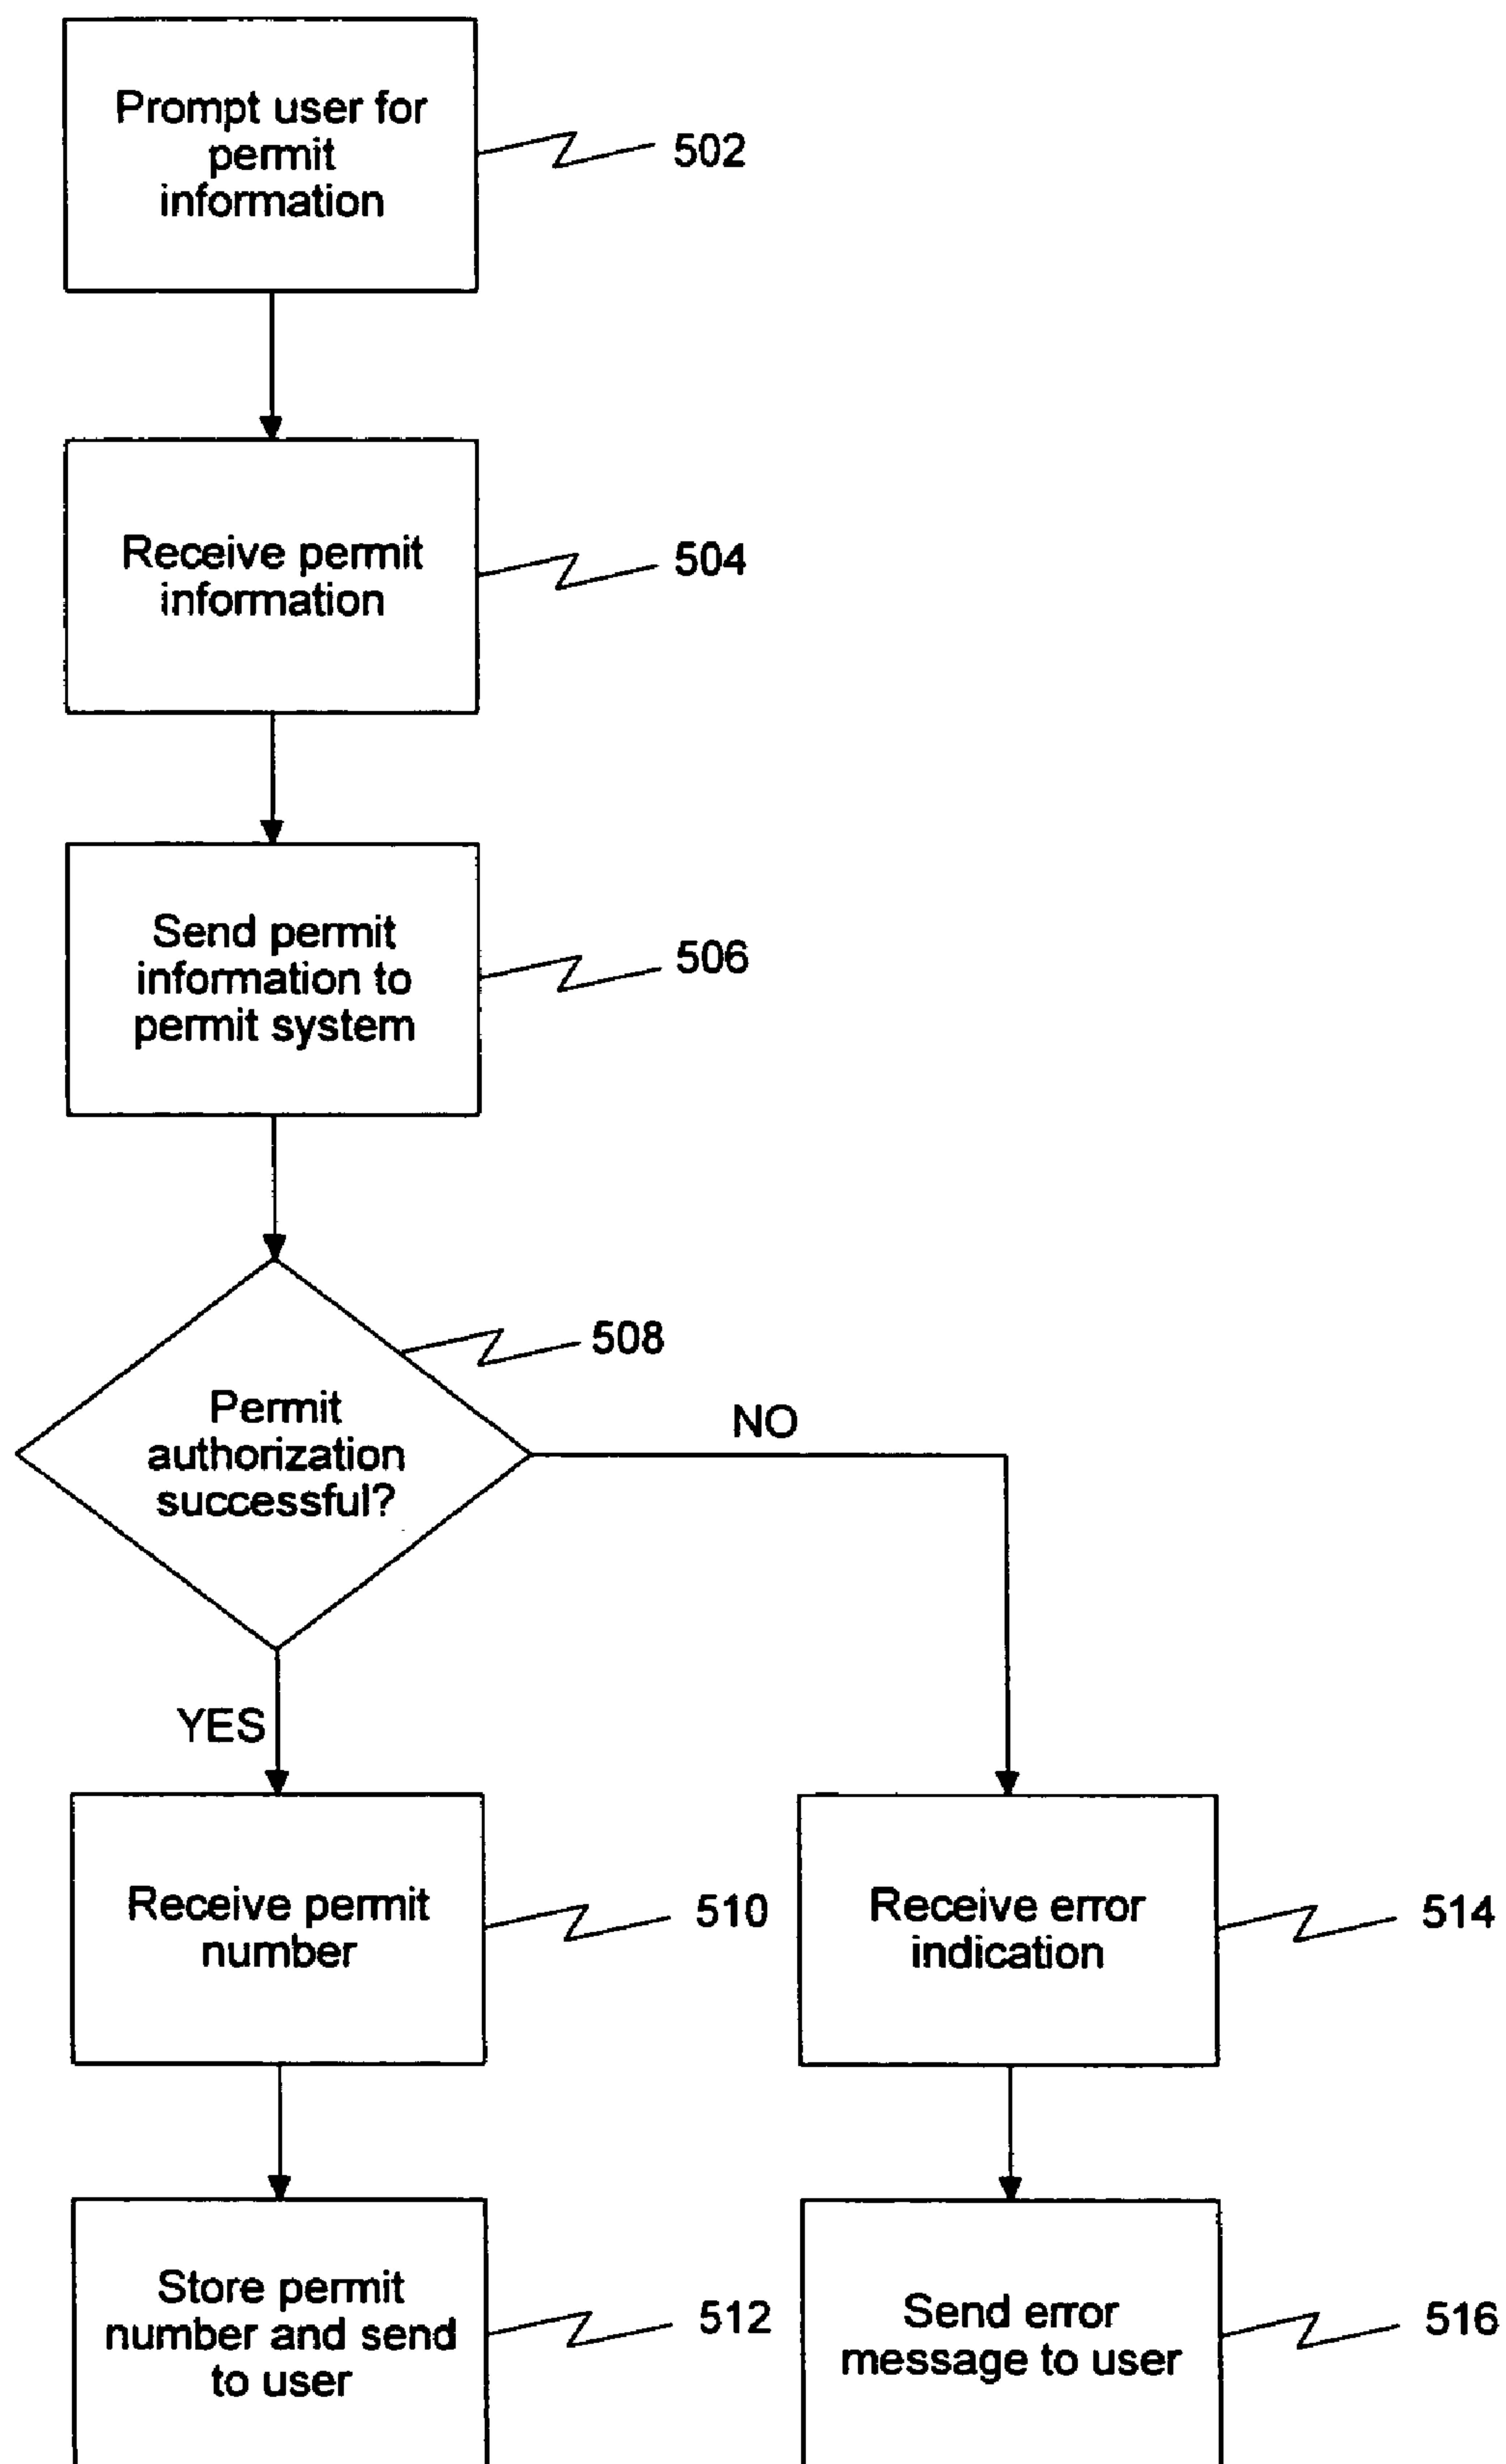 Prompt user for
permit
information
502
Receive permit
information
504
Send permit
information to
permit system
506
508
Permit
authorization
successful?
NO
YES
Receive permit
number
510
Receive error
indication
514
Store permit
number and send
to user
512
Send error
message to user
516